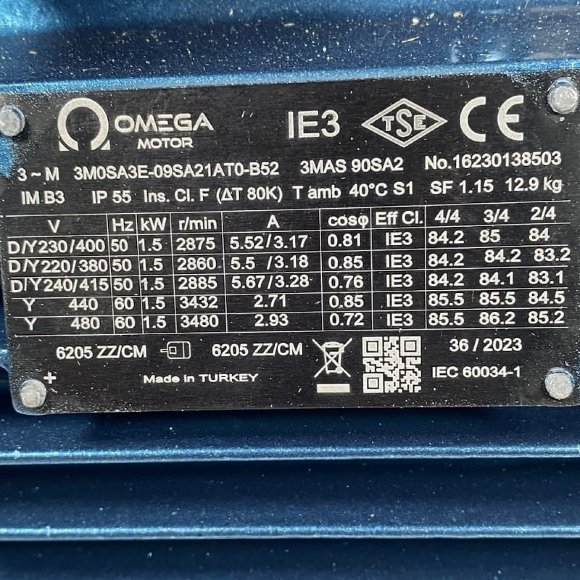 OMEGA MOTOR IE3 TSE CE
3 ~ M 3M0SA3E-09SA21AT0-B52 3MAS 90SA2 No.16230138503
IM B3 IP 55 Ins. Cl. F (ΔT 80K) T amb 40°C S1 SF 1.15 12.9 kg
V Hz kW r/min A cosφ Eff Cl. 4/4 3/4 2/4
D/Y 230/400 50 1.5 2875 5.52/3.17 0.81 IE3 84.2 85 84
D/Y 220/380 50 1.5 2860 5.5 /3.18 0.85 IE3 84.2 84.2 83.2
D/Y 240/415 50 1.5 2885 5.67/3.28 0.76 IE3 84.2 84.1 83.1
Y 440 60 1.5 3432 2.71 0.85 IE3 85.5 85.5 84.5
Y 480 60 1.5 3480 2.93 0.72 IE3 85.5 86.2 85.2
6205 ZZ/CM 6205 ZZ/CM 36 / 2023
Made in TURKEY IEC 60034-1